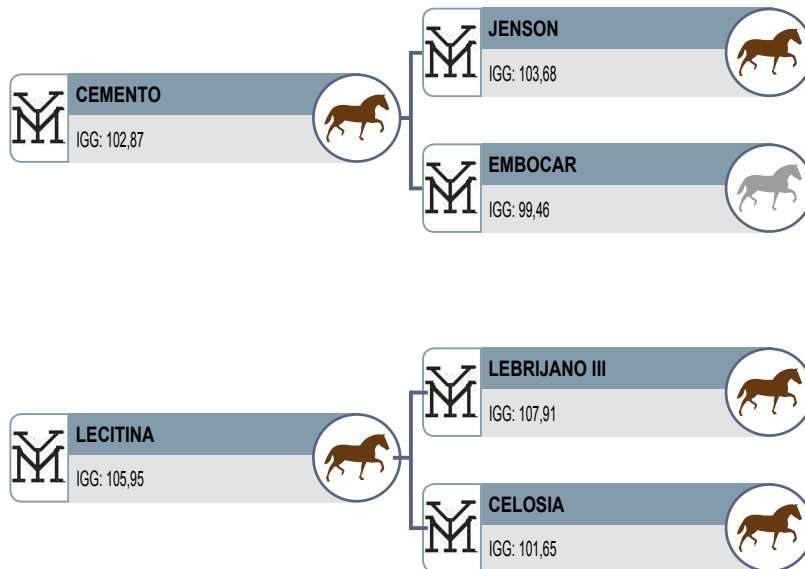 CEMENTO
IGG: 102,87
JENSON
IGG: 103,68
EMBOCAR
IGG: 99,46
LECITINA
IGG: 105,95
LEBRIJANO III
IGG: 107,91
CELOSIA
IGG: 101,65